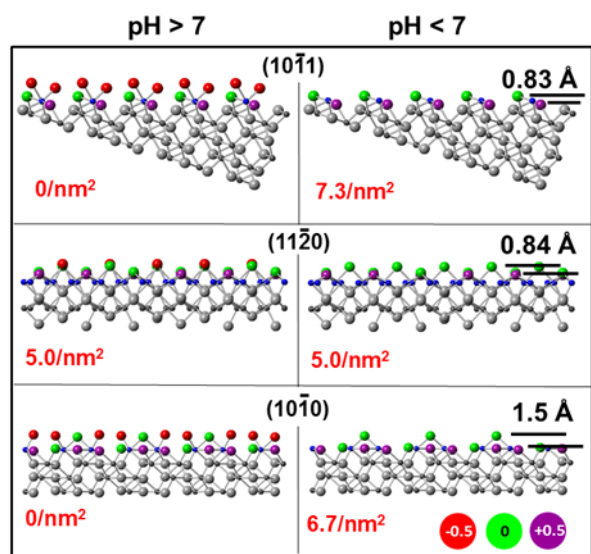 pH > 7 pH < 7
(101̄1)
0.83 Å
0/nm² 7.3/nm²
(112̄0)
0.84 Å
5.0/nm² 5.0/nm²
(101̄0)
1.5 Å
0/nm² 6.7/nm²
-0.5 0 +0.5